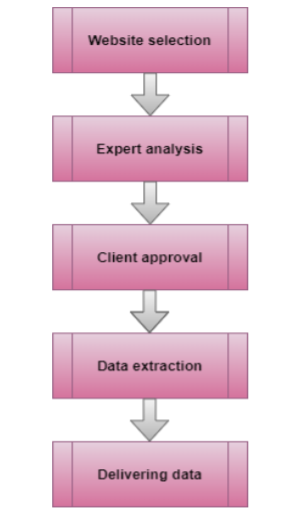 Website selection
Expert analysis
Client approval
Data extraction
Delivering data